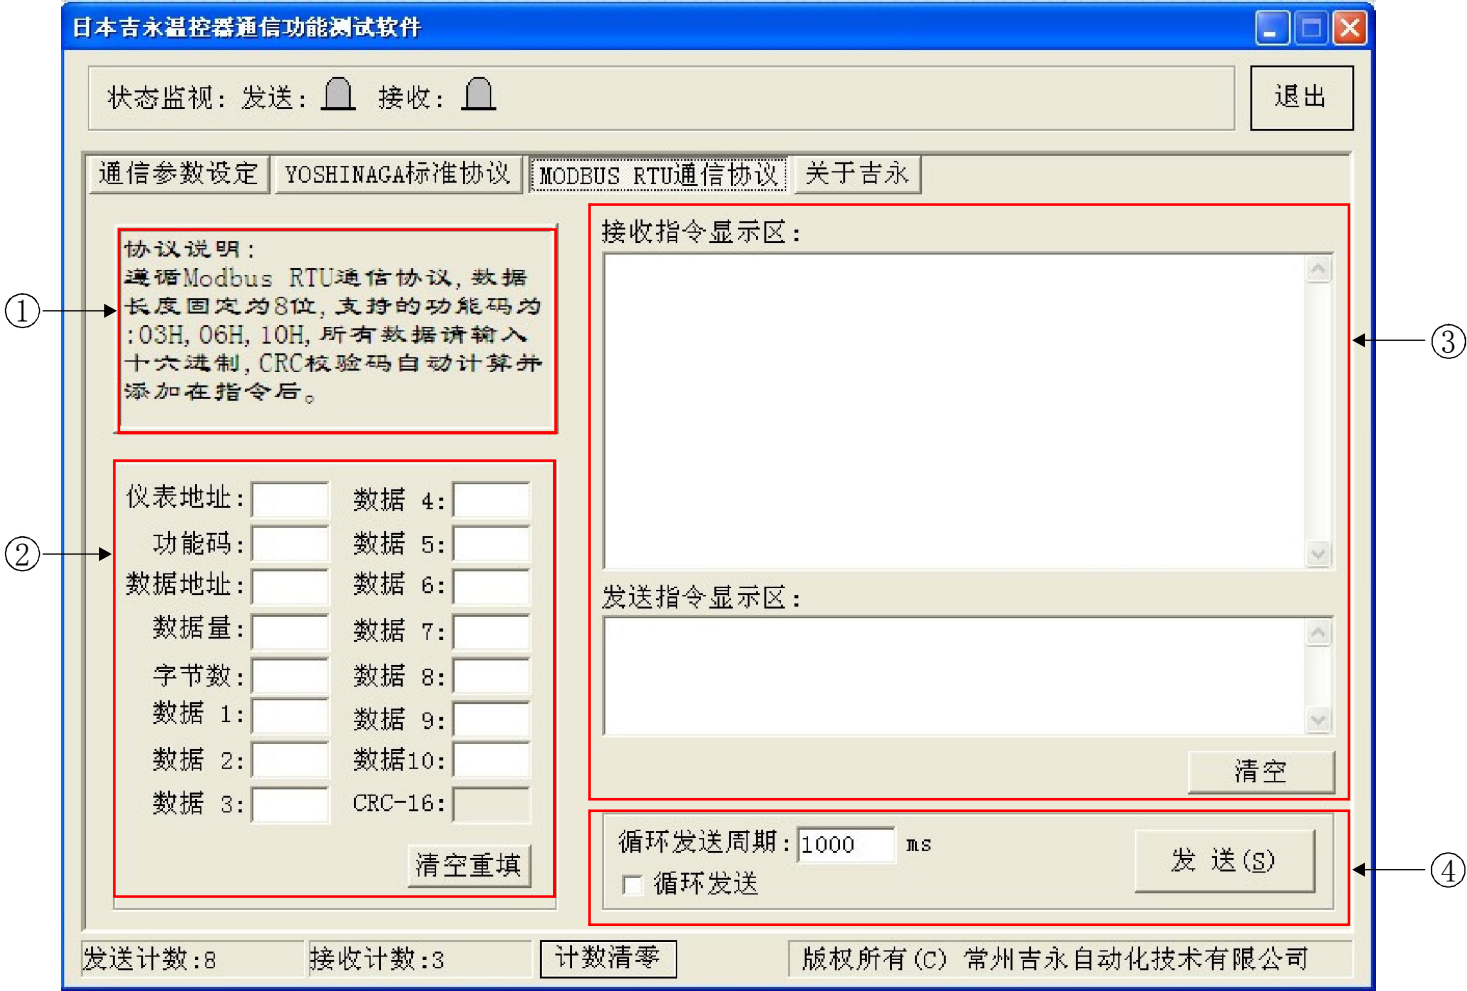 日本吉永温控器通信功能测试软件
状态监视: 发送: 接收:
退出
通信参数设定 YOSHINAGA标准协议 MODBUS RTU通信协议 关于吉永
①
协议说明:
遵循Modbus RTU通信协议,数据
长度固定为8位,支持的功能码为
:03H,06H,10H,所有数据请输入
十六进制,CRC校验码自动计算并
添加在指令后。
②
仪表地址: 数据 4:
功能码: 数据 5:
数据地址: 数据 6:
数据量: 数据 7:
字节数: 数据 8:
数据 1: 数据 9:
数据 2: 数据10:
数据 3: CRC-16:
清空重填
接收指令显示区:
③
发送指令显示区:
清空
循环发送周期: 1000 ms
循环发送
发 送(S)
④
发送计数:8 接收计数:3 计数清零 版权所有(C) 常州吉永自动化技术有限公司